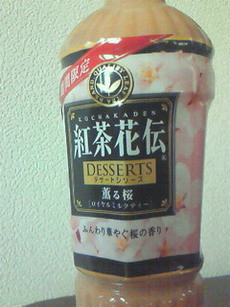 期間限定
KOCHAKADEN
紅茶花伝
DESSERTS
デザートシリーズ
薫る桜
ロイヤルミルクティー
ふんわり華やぐ桜の香り